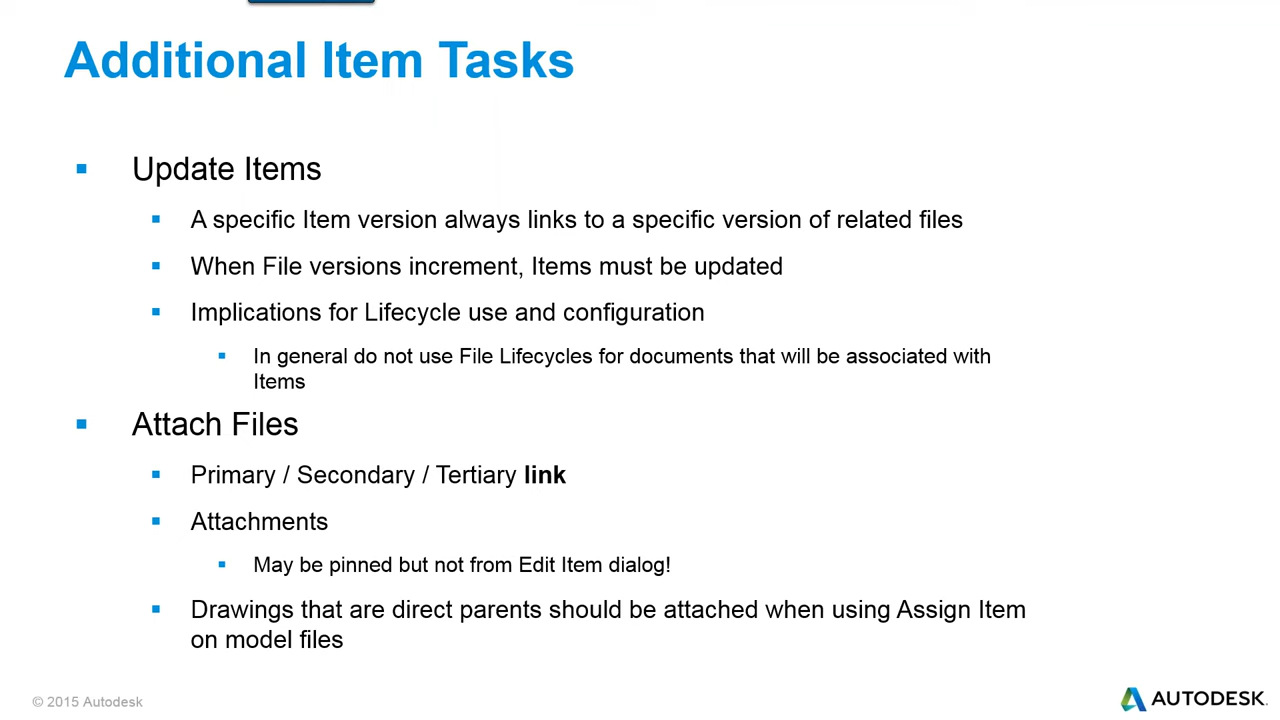 Additional Item Tasks
Update Items
A specific Item version always links to a specific version of related files
When File versions increment, Items must be updated
Implications for Lifecycle use and configuration
In general do not use File Lifecycles for documents that will be associated with
Items
Attach Files
Primary / Secondary / Tertiary link
Attachments
May be pinned but not from Edit Item dialog!
Drawings that are direct parents should be attached when using Assign Item
on model files
© 2015 Autodesk
AUTODESK.